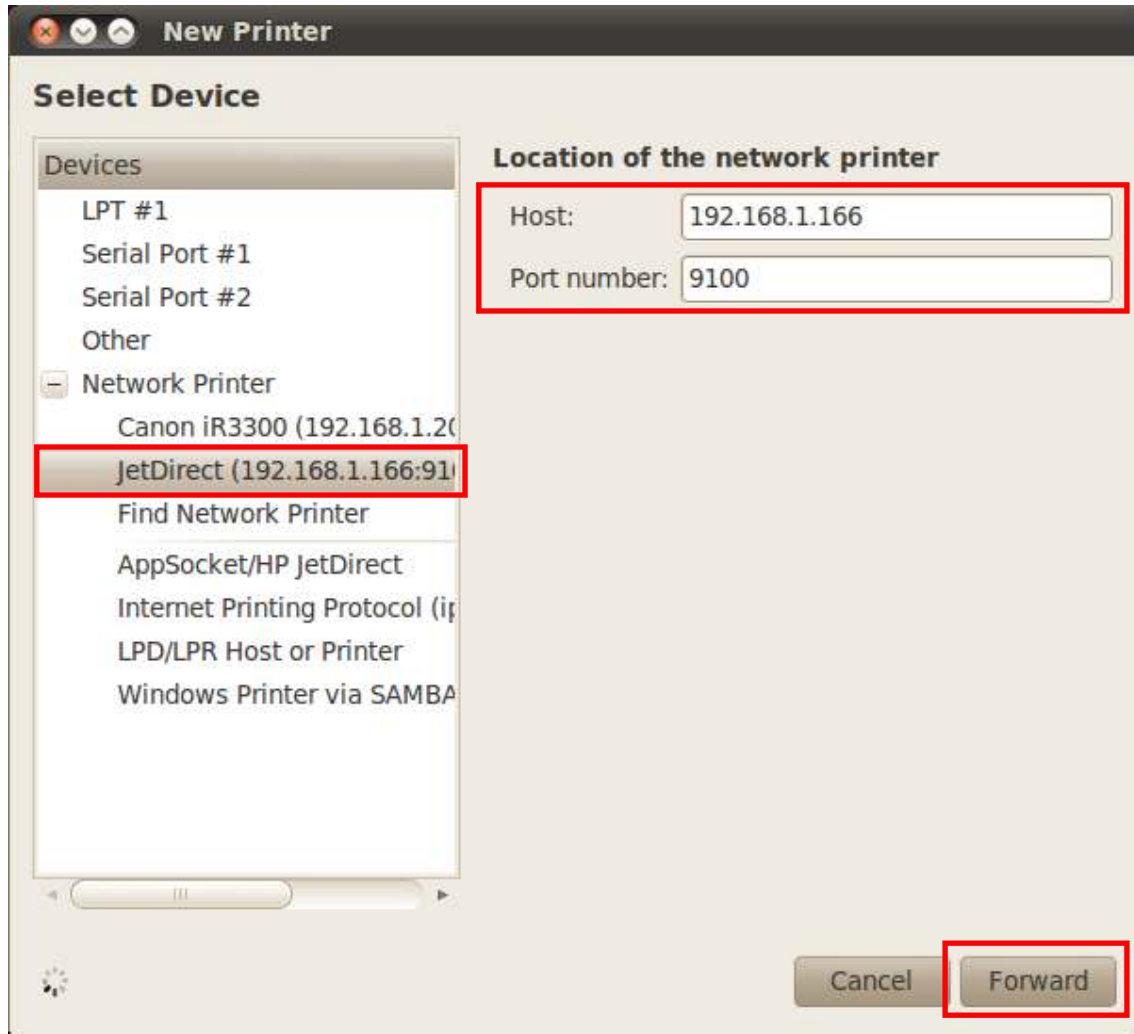 New Printer
Select Device
Devices
LPT #1
Serial Port #1
Serial Port #2
Other
Network Printer
Canon iR3300 (192.168.1.20
JetDirect (192.168.1.166:910
Find Network Printer
AppSocket/HP JetDirect
Internet Printing Protocol (ip
LPD/LPR Host or Printer
Windows Printer via SAMBA
Location of the network printer
Host: 192.168.1.166
Port number: 9100
Cancel Forward